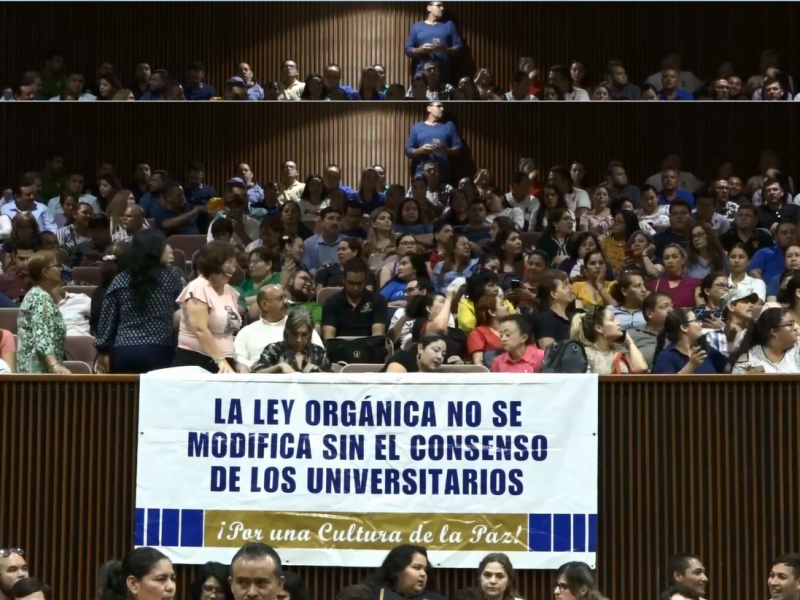 LA LEY ORGÁNICA NO SE
MODIFICA SIN EL CONSENSO
DE LOS UNIVERSITARIOS
¡Por una Cultura de la Paz!